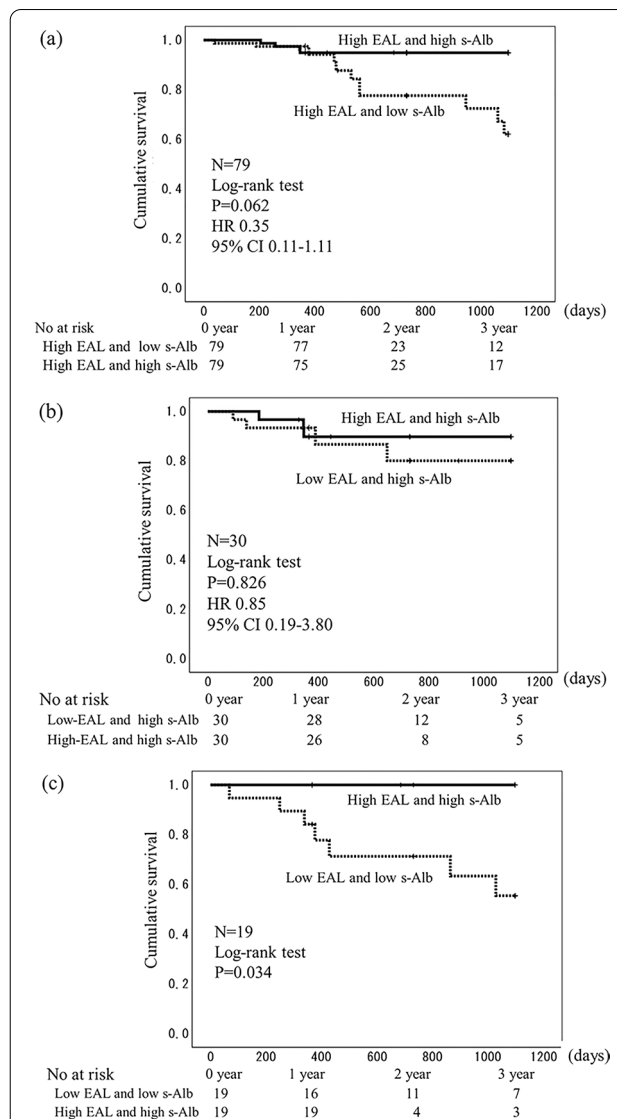 (a)
Cumulative survival
1.0
0.8
0.6
0.4
0.2
0.0
High EAL and high s-Alb
High EAL and low s-Alb
N=79
Log-rank test
P=0.062
HR 0.35
95% CI 0.11-1.11
0 200 400 600 800 1000 1200 (days)
No at risk 0 year 1 year 2 year 3 year
High EAL and low s-Alb 79 77 23 12
High EAL and high s-Alb 79 75 25 17
(b)
Cumulative survival
1.0
0.8
0.6
0.4
0.2
0.0
High EAL and high s-Alb
Low EAL and high s-Alb
N=30
Log-rank test
P=0.826
HR 0.85
95% CI 0.19-3.80
0 200 400 600 800 1000 1200 (days)
No at risk 0 year 1 year 2 year 3 year
Low-EAL and high s-Alb 30 28 12 5
High-EAL and high s-Alb 30 26 8 5
(c)
Cumulative survival
1.0
0.8
0.6
0.4
0.2
0.0
High EAL and high s-Alb
Low EAL and low s-Alb
N=19
Log-rank test
P=0.034
0 200 400 600 800 1000 1200 (days)
No at risk 0 year 1 year 2 year 3 year
Low EAL and low s-Alb 19 16 11 7
High EAL and high s-Alb 19 19 4 3